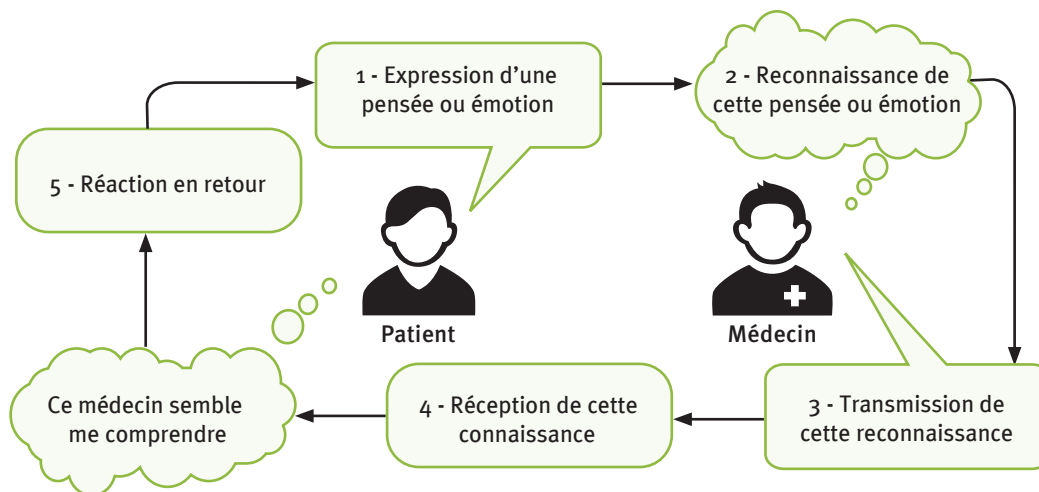 1 - Expression d’une
pensée ou émotion
2 - Reconnaissance de
cette pensée ou émotion
5 - Réaction en retour
Patient
Médecin
Ce médecin semble
me comprendre
4 - Réception de cette
connaissance
3 - Transmission de
cette reconnaissance